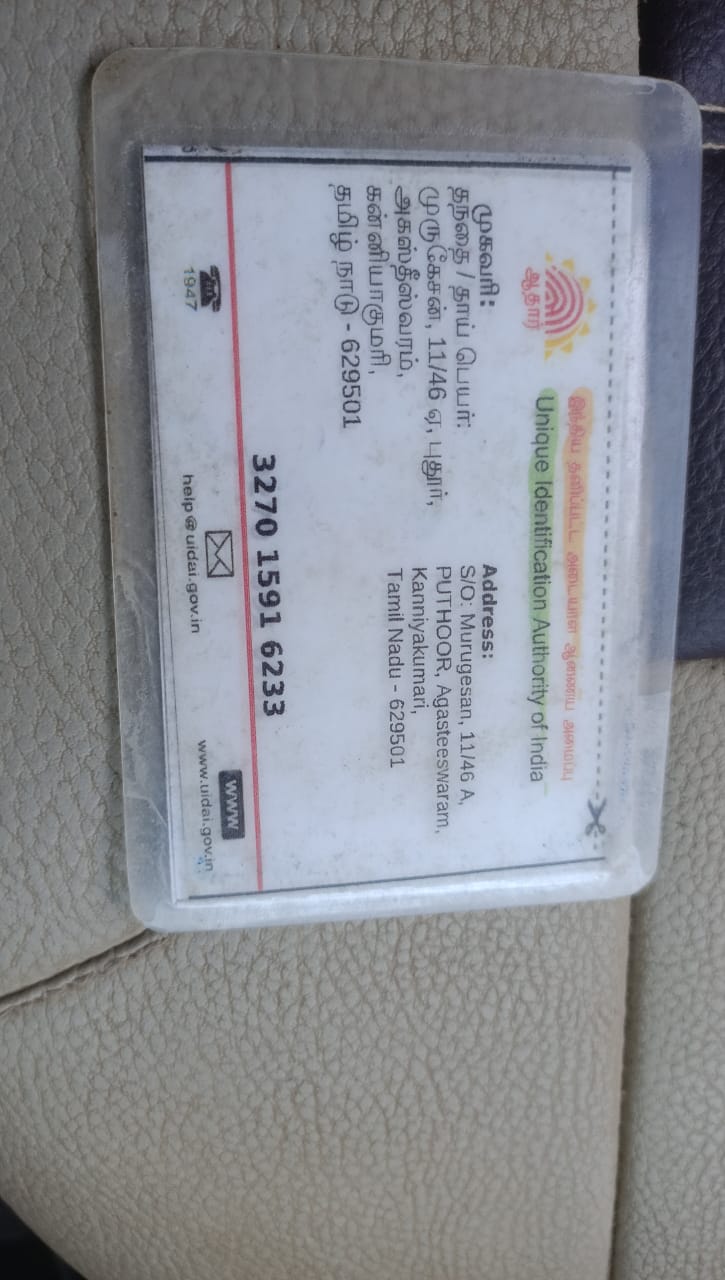 இந்திய தனிப்பட்ட அடையாள ஆணைய அமைப்பு
Unique Identification Authority of India
ஆதார்
முகவரி:
தந்தை / தாய் பெயர்:
முருகேசன், 11/46 ஏ, புதூர்,
அகஸ்தீஸ்வரம்,
கன்னியாகுமரி,
தமிழ் நாடு - 629501
Address:
S/O: Murugesan, 11/46 A,
PUTHOOR, Agasteeswaram,
Kanniyakumari,
Tamil Nadu - 629501
3270 1591 6233
1947
help@uidai.gov.in
www
www.uidai.gov.in